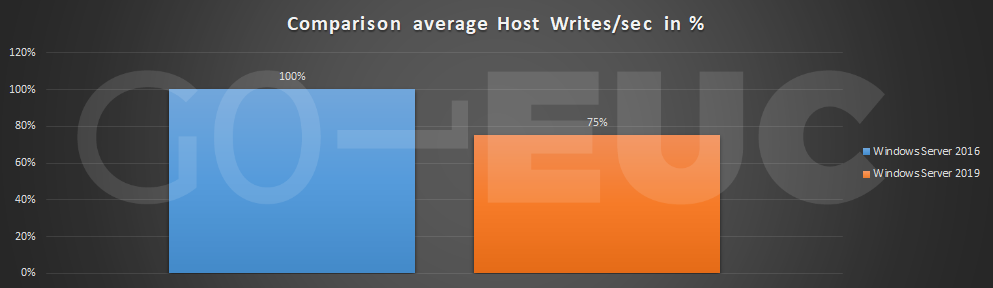 Comparison average Host Writes/sec in %
120%
100%
80%
60%
40%
20%
0%
100%
75%
Windows Server 2016
Windows Server 2019
GO-EUC